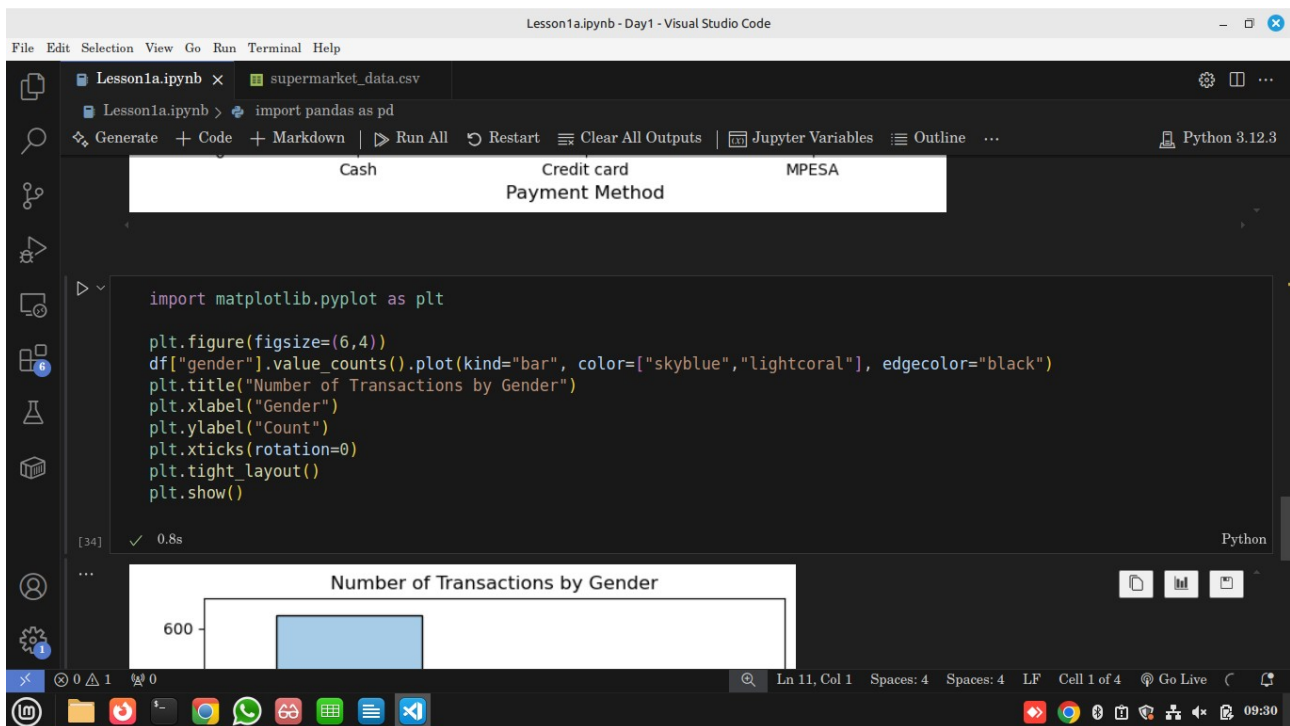 Lesson1a.ipynb - Day1 - Visual Studio Code
File Edit Selection View Go Run Terminal Help
Lesson1a.ipynb supermarket_data.csv
Lesson1a.ipynb > import pandas as pd
Generate + Code + Markdown | Run All Restart Clear All Outputs | Jupyter Variables Outline ... Python 3.12.3
Cash Credit card MPESA
Payment Method
import matplotlib.pyplot as plt
plt.figure(figsize=(6,4))
df["gender"].value_counts().plot(kind="bar", color=["skyblue","lightcoral"], edgecolor="black")
plt.title("Number of Transactions by Gender")
plt.xlabel("Gender")
plt.ylabel("Count")
plt.xticks(rotation=0)
plt.tight_layout()
plt.show()
[34] 0.8s Python
Number of Transactions by Gender
600
6
1
0 1 0 Ln 11, Col 1 Spaces: 4 Spaces: 4 LF Cell 1 of 4 Go Live
09:30